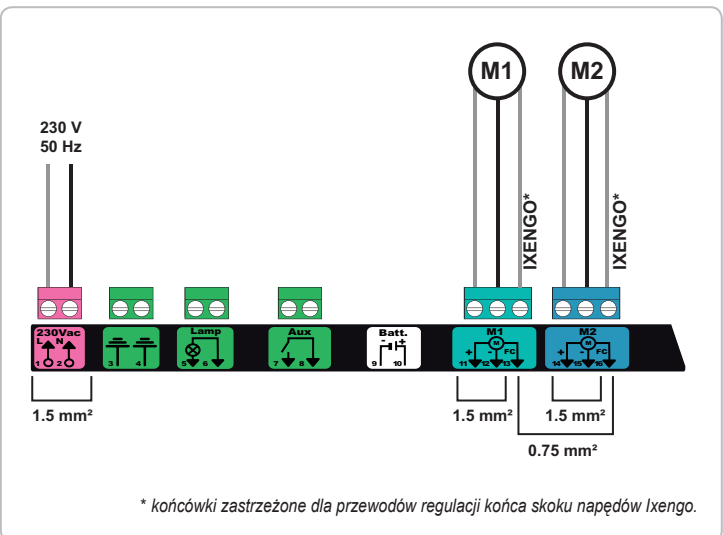 M1 M2
230 V
50 Hz
IXENGO*
IXENGO*
230Vac Lamp Aux Batt. M1 M2
L N - + M M
+ - FC + - FC
1 2 3 4 5 6 7 8 9 10 11 12 13 14 15 16
1.5 mm² 1.5 mm² 1.5 mm²
0.75 mm²
* końcówki zastrzeżone dla przewodów regulacji końca skoku napędów Ixengo.